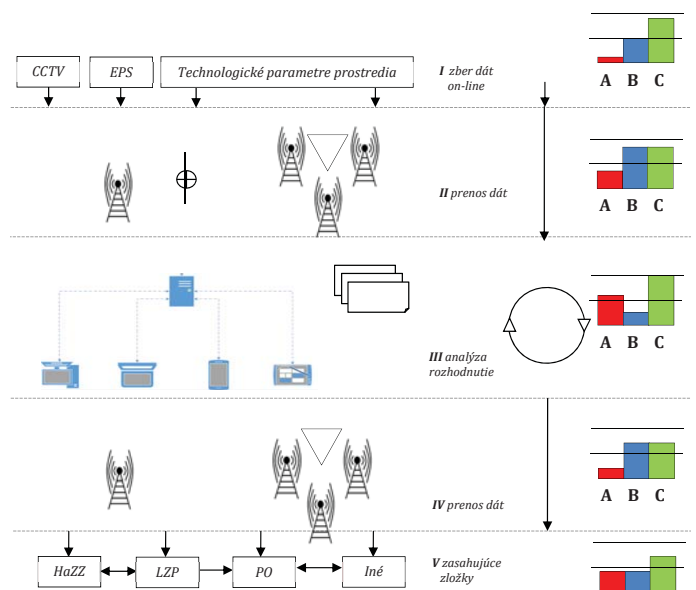 CCTV
EPS
Technologické parametre prostredia
I zber dát
on-line
A B C
II prenos dát
A B C
III analýza
rozhodnutie
A B C
IV prenos dát
A B C
V zasahujúce
zložky
HaZZ
LZP
PO
Iné